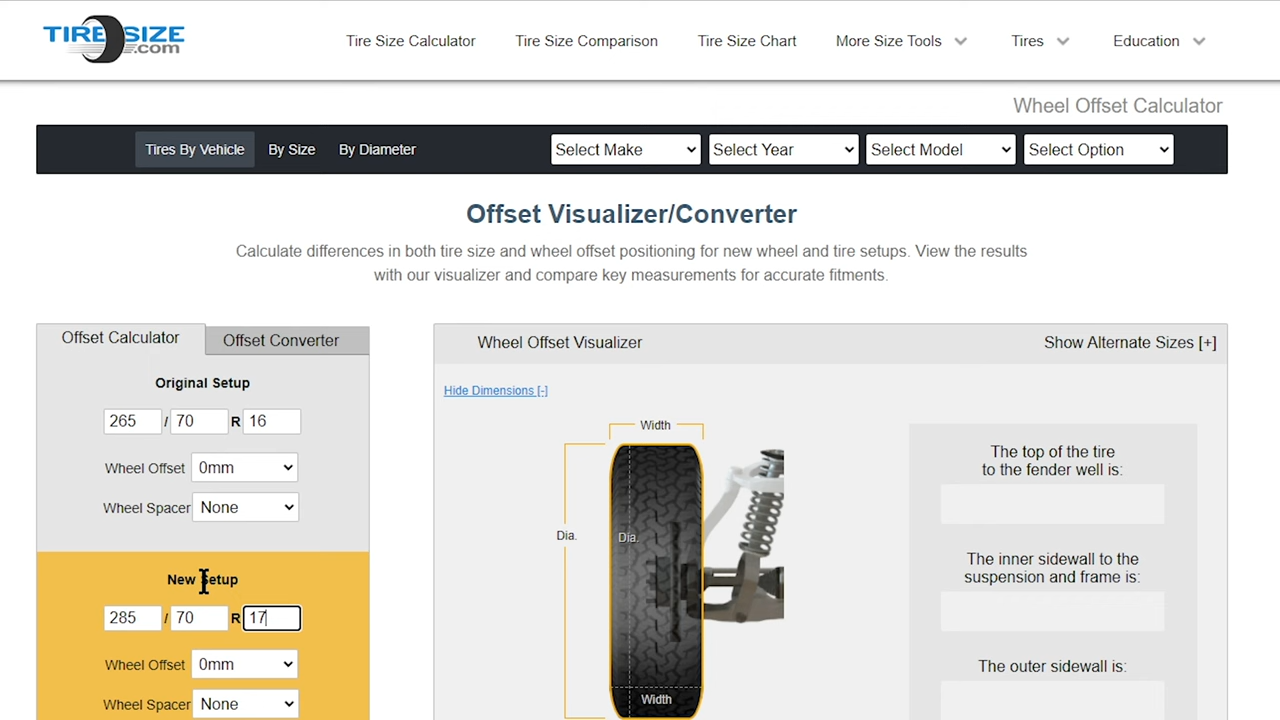 TIRE SIZE
.com
Tire Size Calculator Tire Size Comparison Tire Size Chart More Size Tools Tires Education
Wheel Offset Calculator
Tires By Vehicle By Size By Diameter Select Make Select Year Select Model Select Option
Offset Visualizer/Converter
Calculate differences in both tire size and wheel offset positioning for new wheel and tire setups. View the results
with our visualizer and compare key measurements for accurate fitments.
Offset Calculator Offset Converter
Original Setup
265 / 70 R 16
Wheel Offset 0mm
Wheel Spacer None
New Setup
285 / 70 R 17
Wheel Offset 0mm
Wheel Spacer None
Wheel Offset Visualizer Show Alternate Sizes [+]
Hide Dimensions [-]
Width
Dia. Dia.
Width
The top of the tire
to the fender well is:
The inner sidewall to the
suspension and frame is:
The outer sidewall is: